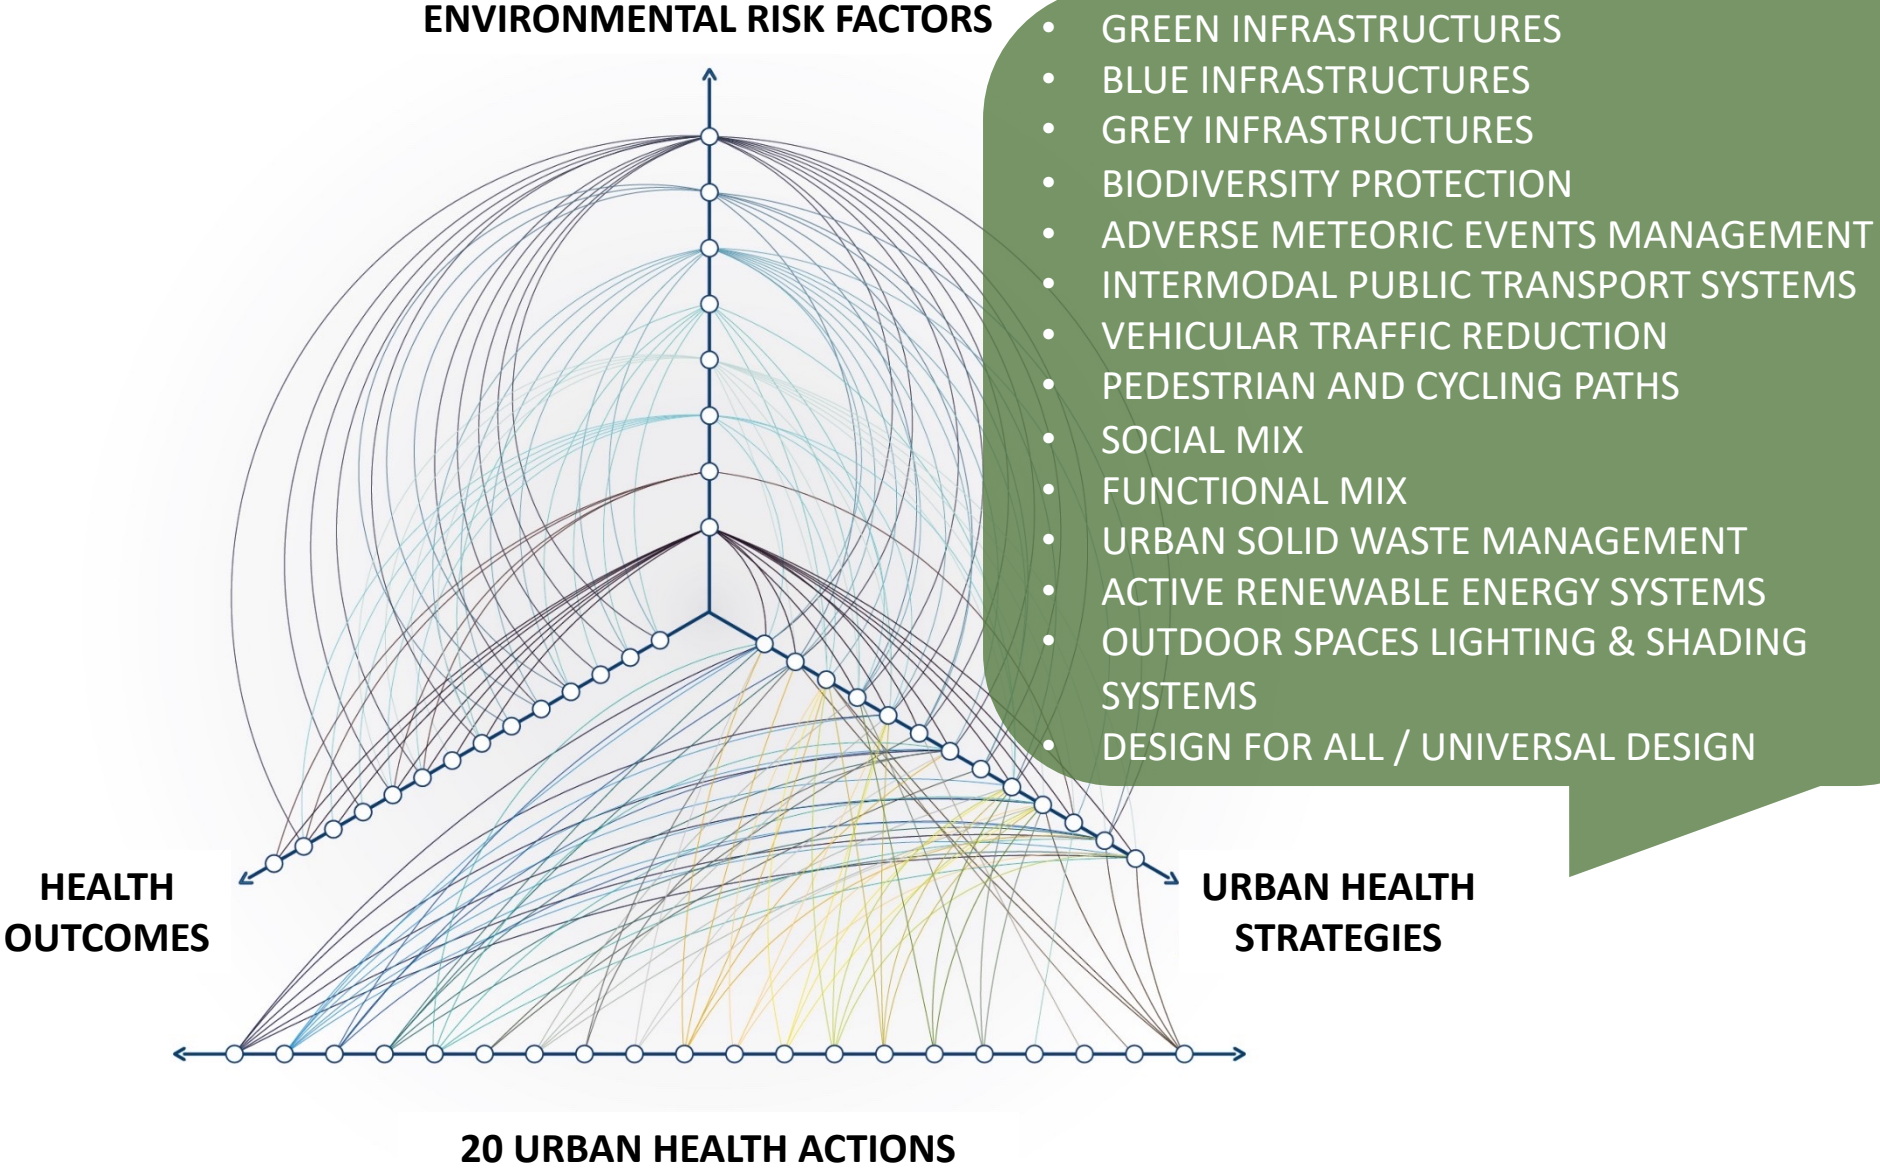 ENVIRONMENTAL RISK FACTORS
• GREEN INFRASTRUCTURES
• BLUE INFRASTRUCTURES
• GREY INFRASTRUCTURES
• BIODIVERSITY PROTECTION
• ADVERSE METEORIC EVENTS MANAGEMENT
• INTERMODAL PUBLIC TRANSPORT SYSTEMS
• VEHICULAR TRAFFIC REDUCTION
• PEDESTRIAN AND CYCLING PATHS
• SOCIAL MIX
• FUNCTIONAL MIX
• URBAN SOLID WASTE MANAGEMENT
• ACTIVE RENEWABLE ENERGY SYSTEMS
• OUTDOOR SPACES LIGHTING & SHADING
SYSTEMS
• DESIGN FOR ALL / UNIVERSAL DESIGN
HEALTH
OUTCOMES
URBAN HEALTH
STRATEGIES
20 URBAN HEALTH ACTIONS